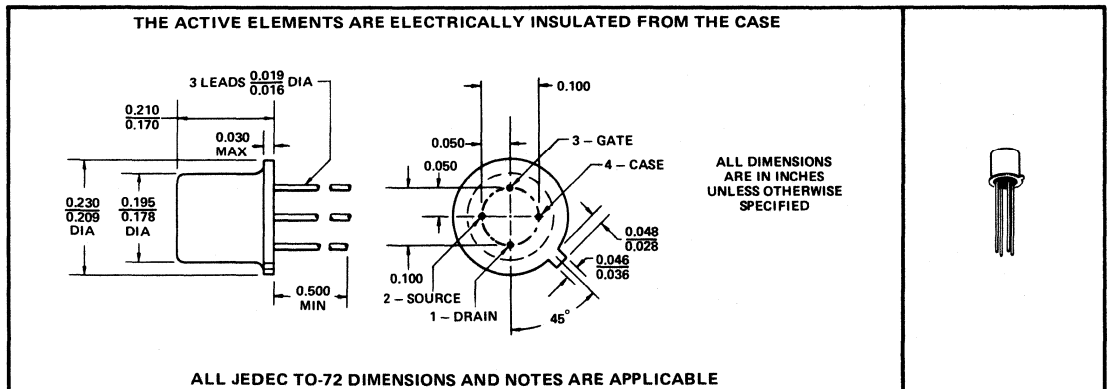 THE ACTIVE ELEMENTS ARE ELECTRICALLY INSULATED FROM THE CASE
3 LEADS 0.019 DIA
0.016
0.210
0.170
0.030
MAX
0.230
0.209
DIA
0.195
0.178
DIA
0.500
MIN
0.100
0.050
0.050
3 – GATE
4 – CASE
0.100
2 – SOURCE
1 – DRAIN
45°
0.048
0.028
0.046
0.036
ALL DIMENSIONS
ARE IN INCHES
UNLESS OTHERWISE
SPECIFIED
ALL JEDEC TO-72 DIMENSIONS AND NOTES ARE APPLICABLE